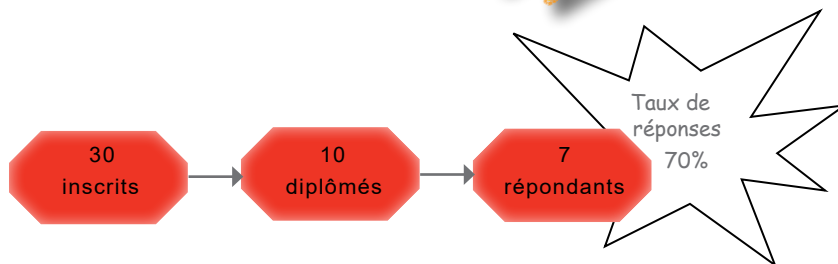 30
inscrits
10
diplômés
7
répondants
Taux de
réponses
70%